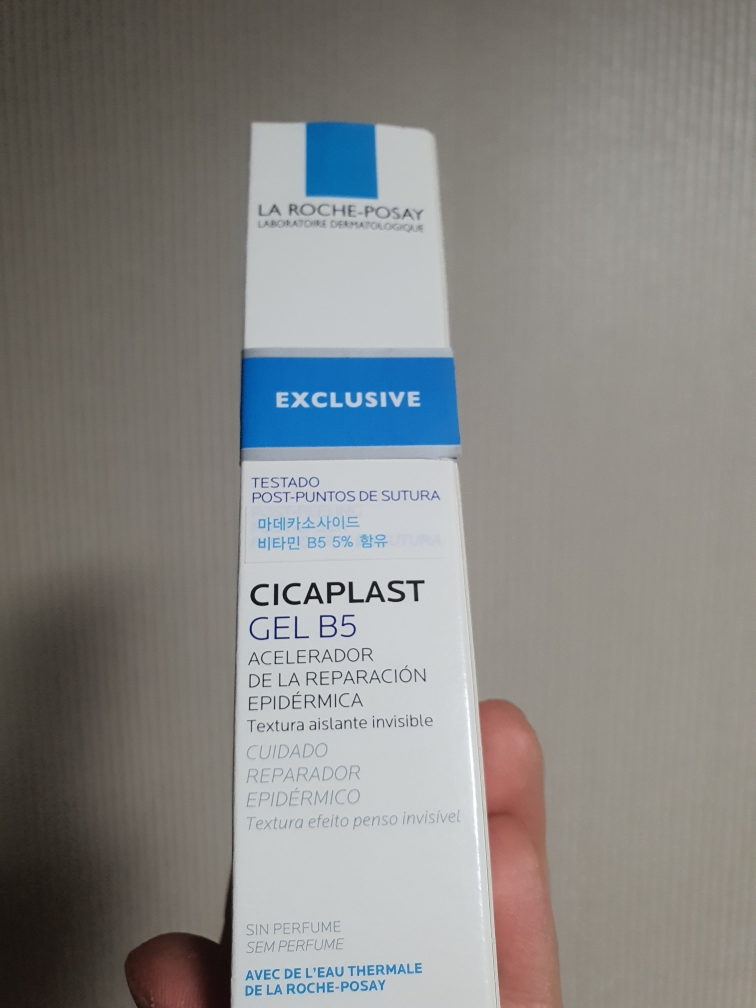 LA ROCHE-POSAY
LABORATOIRE DERMATOLOGIQUE
EXCLUSIVE
TESTADO
POST-PUNTOS DE SUTURA
마데카소사이드
비타민 B5 5% 함유
CICAPLAST
GEL B5
ACELERADOR
DE LA REPARACIÓN
EPIDÉRMICA
Textura aislante invisible
CUIDADO
REPARADOR
EPIDÉRMICO
Textura efeito penso invisível
SIN PERFUME
SEM PERFUME
AVEC DE L'EAU THERMALE
DE LA ROCHE-POSAY